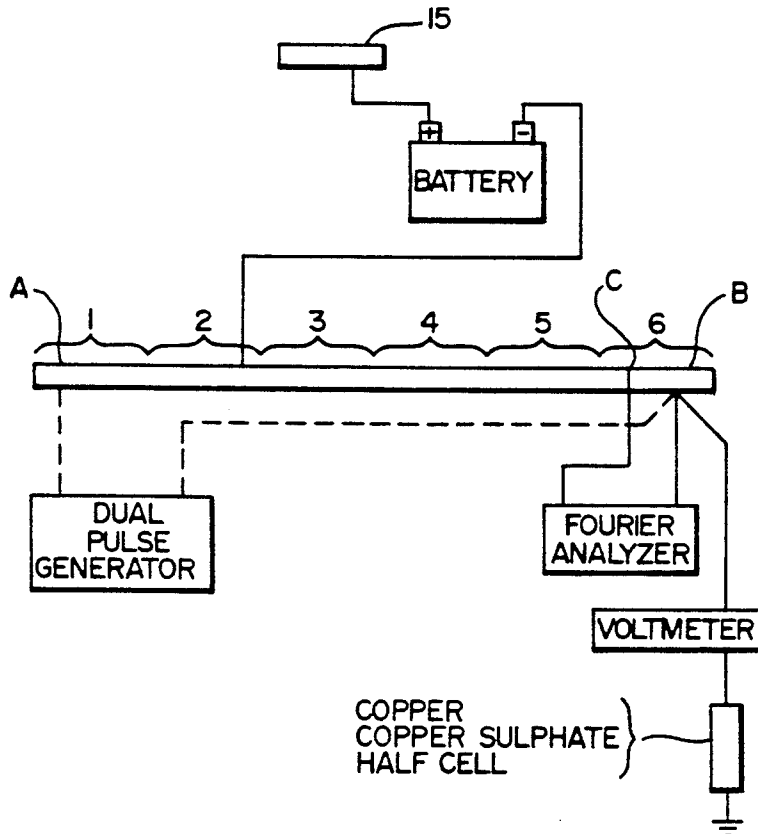 15
+ -
BATTERY
A 1 2 3 4 5 C 6 B
DUAL
PULSE
GENERATOR
FOURIER
ANALYZER
VOLTMETER
COPPER
COPPER SULPHATE
HALF CELL